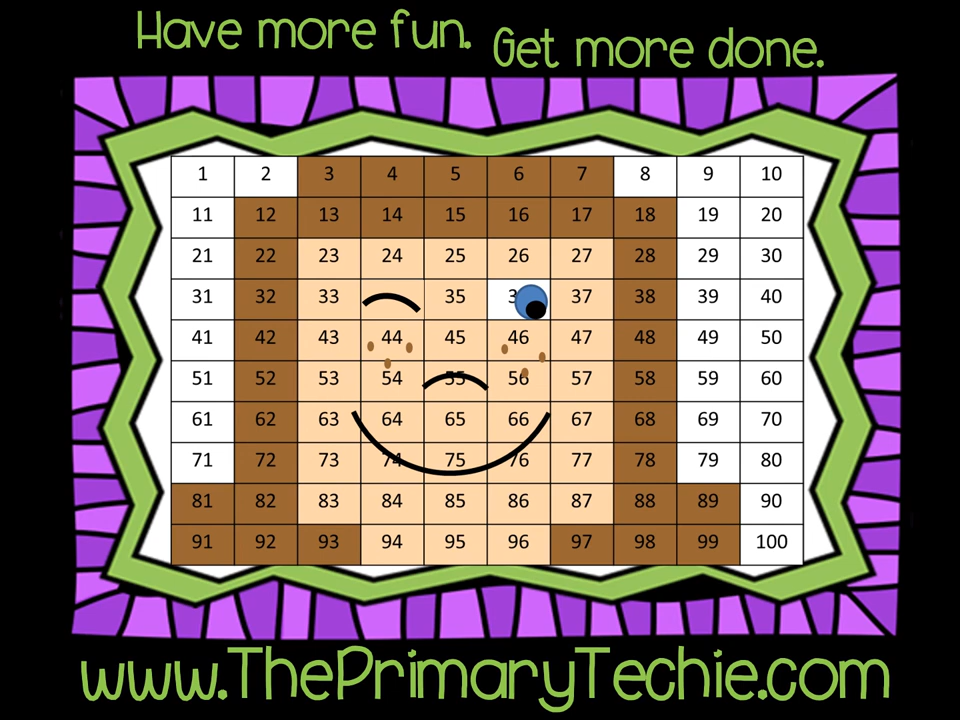 Have more fun. Get more done.
1 2 3 4 5 6 7 8 9 10
11 12 13 14 15 16 17 18 19 20
21 22 23 24 25 26 27 28 29 30
31 32 33 35 37 38 39 40
41 42 43 44 45 46 47 48 49 50
51 52 53 54 55 56 57 58 59 60
61 62 63 64 65 66 67 68 69 70
71 72 73 74 75 76 77 78 79 80
81 82 83 84 85 86 87 88 89 90
91 92 93 94 95 96 97 98 99 100
www.ThePrimaryTechie.com